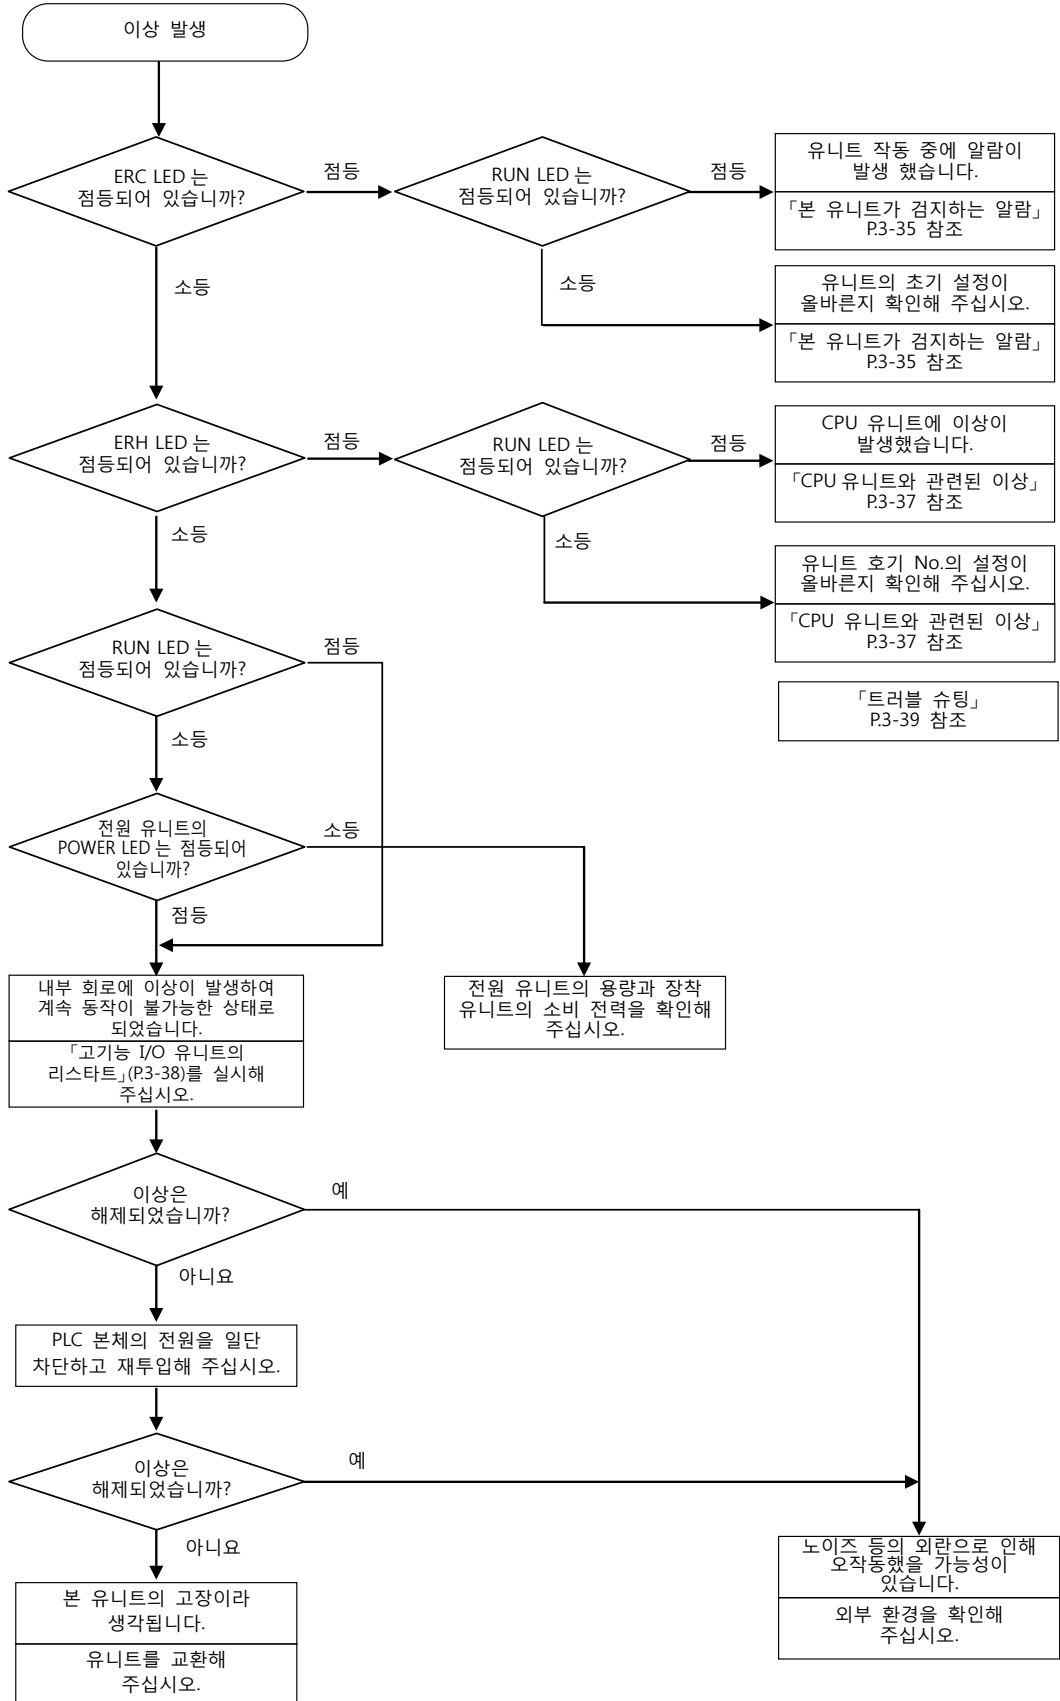 이상 발생
ERC LED 는
점등되어 있습니까?
점등
RUN LED 는
점등되어 있습니까?
점등
유니트 작동 중에 알람이
발생 했습니다.
「본 유니트가 검지하는 알람」
P.3-35 참조
소등
소등
유니트의 초기 설정이
올바른지 확인해 주십시오.
「본 유니트가 검지하는 알람」
P.3-35 참조
ERH LED 는
점등되어 있습니까?
점등
RUN LED 는
점등되어 있습니까?
점등
CPU 유니트에 이상이
발생했습니다.
「CPU 유니트와 관련된 이상」
P.3-37 참조
소등
소등
유니트 호기 No.의 설정이
올바른지 확인해 주십시오.
「CPU 유니트와 관련된 이상」
P.3-37 참조
RUN LED 는
점등되어 있습니까?
점등
「트러블 슈팅」
P.3-39 참조
소등
전원 유니트의
POWER LED 는 점등되어
있습니까?
소등
점등
내부 회로에 이상이 발생하여
계속 동작이 불가능한 상태로
되었습니다.
「고기능 I/O 유니트의
리스타트」(P.3-38)를 실시해
주십시오.
전원 유니트의 용량과 장착
유니트의 소비 전력을 확인해
주십시오.
이상은
해제되었습니까?
예
아니요
PLC 본체의 전원을 일단
차단하고 재투입해 주십시오.
이상은
해제되었습니까?
예
아니요
노이즈 등의 외란으로 인해
오작동했을 가능성이
있습니다.
외부 환경을 확인해
주십시오.
본 유니트의 고장이라
생각됩니다.
유니트를 교환해
주십시오.